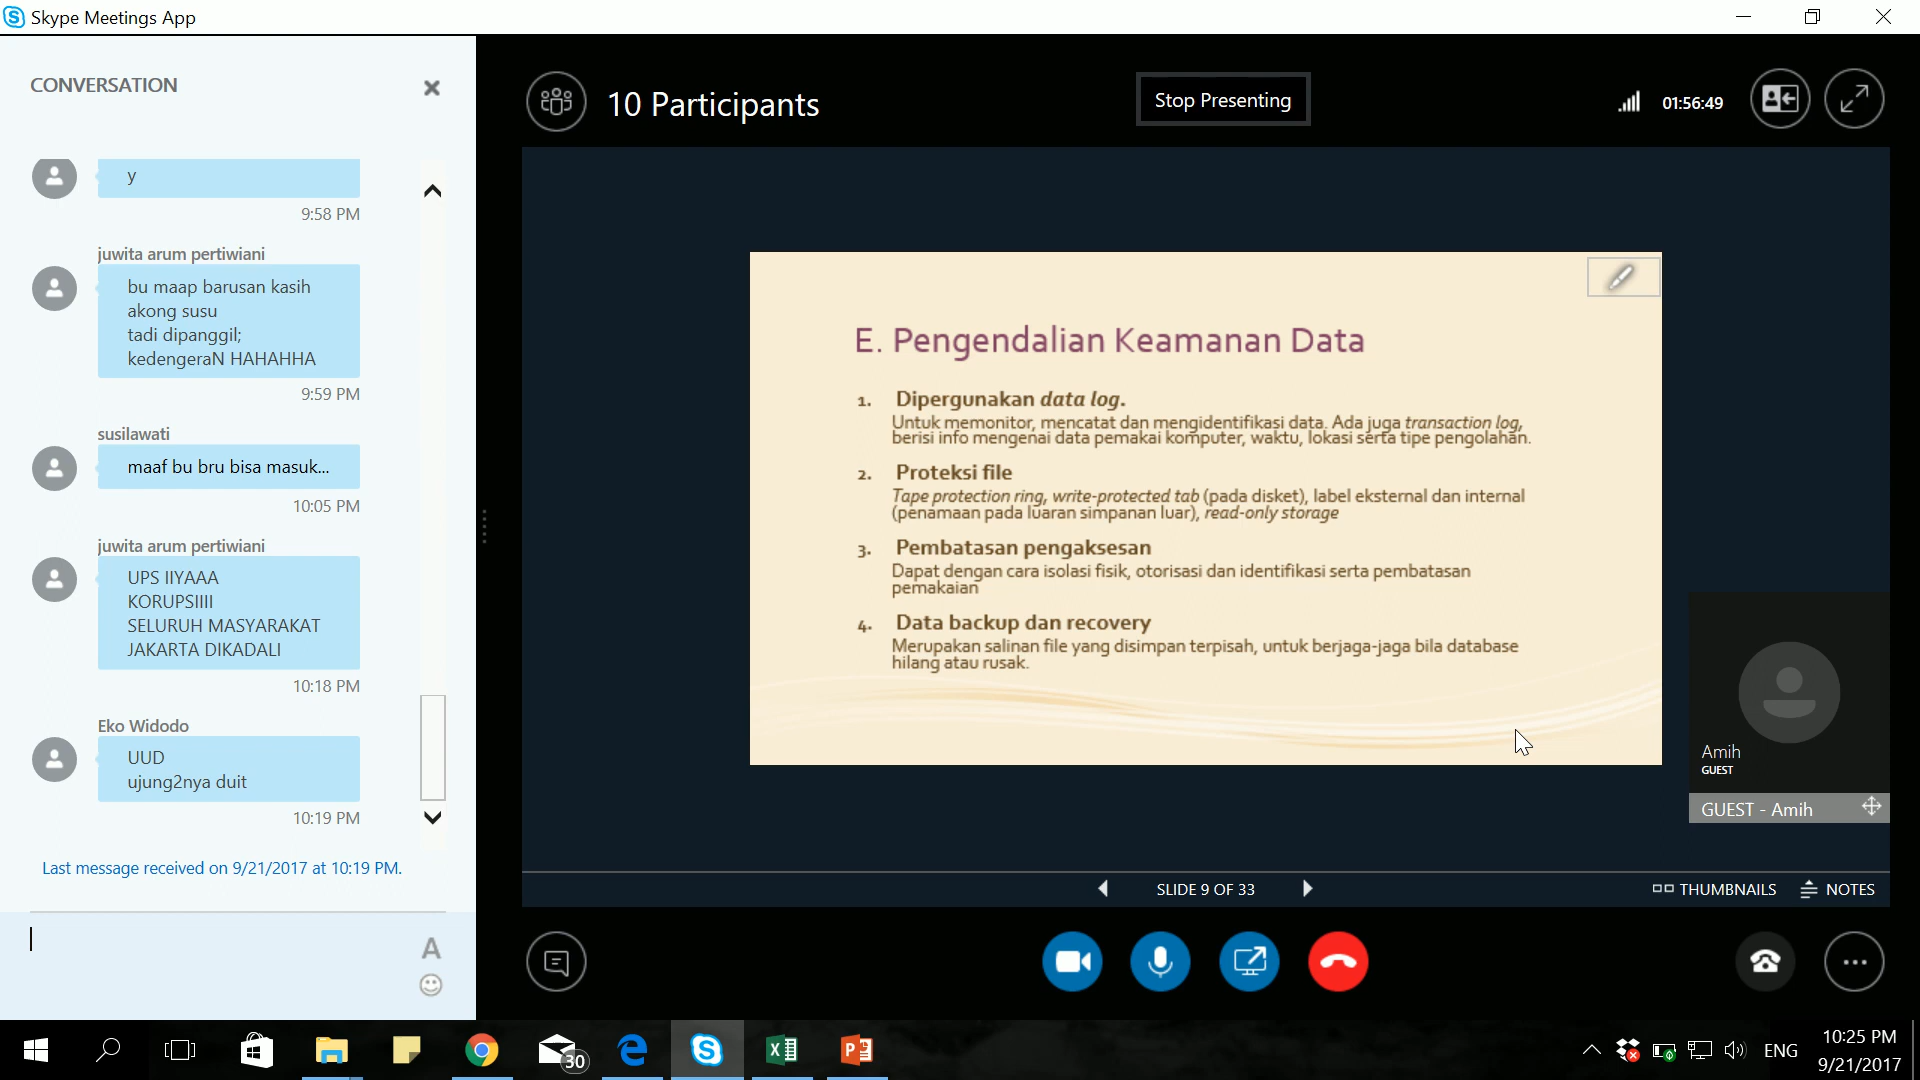 Skype Meetings App
CONVERSATION
y
9:58 PM
juwita arum pertiwiani
bu maap barusan kasih
akong susu
tadi dipanggil;
kedengeraN HAHAHHA
9:59 PM
susilawati
maaf bu bru bisa masuk...
10:05 PM
juwita arum pertiwiani
UPS IIYAAA
KORUPSIIII
SELURUH MASYARAKAT
JAKARTA DIKADALI
10:18 PM
Eko Widodo
UUD
ujung2nya duit
10:19 PM
Last message received on 9/21/2017 at 10:19 PM.
A
10 Participants
Stop Presenting
01:56:49
E. Pengendalian Keamanan Data
1. Dipergunakan data log.
Untuk memonitor, mencatat dan mengidentifikasi data. Ada juga transaction log,
berisi info mengenai data pemakai komputer, waktu, lokasi serta tipe pengolahan.
2. Proteksi file
Tape protection ring, write-protected tab (pada disket), label eksternal dan internal
(penamaan pada luaran simpanan luar), read-only storage
3. Pembatasan pengaksesan
Dapat dengan cara isolasi fisik, otorisasi dan identifikasi serta pembatasan
pemakaian
4. Data backup dan recovery
Merupakan salinan file yang disimpan terpisah, untuk berjaga-jaga bila database
hilang atau rusak.
Amih
GUEST
GUEST - Amih
SLIDE 9 OF 33
THUMBNAILS
NOTES
30
ENG
10:25 PM
9/21/2017